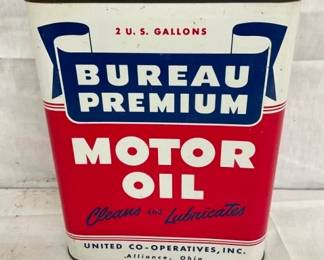 2 U. S. GALLONS
BUREAU
PREMIUM
MOTOR
OIL
Cleans and Lubricates
UNITED CO-OPERATIVES, INC.
Alliance, Ohio